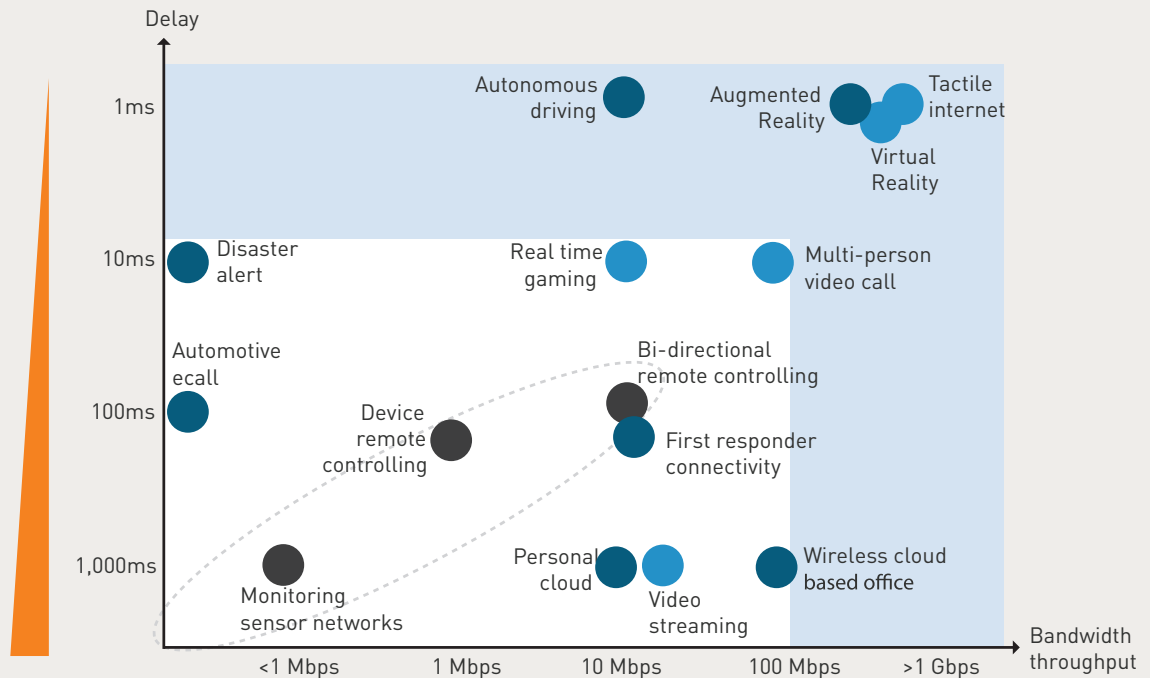 Delay
1ms
Autonomous
driving
Augmented
Reality
Tactile
internet
Virtual
Reality
10ms
Disaster
alert
Real time
gaming
Multi-person
video call
Automotive
ecall
Bi-directional
remote controlling
100ms
Device
remote
controlling
First responder
connectivity
1,000ms
Monitoring
sensor networks
Personal
cloud
Video
streaming
Wireless cloud
based office
Bandwidth
throughput
<1 Mbps
1 Mbps
10 Mbps
100 Mbps
>1 Gbps